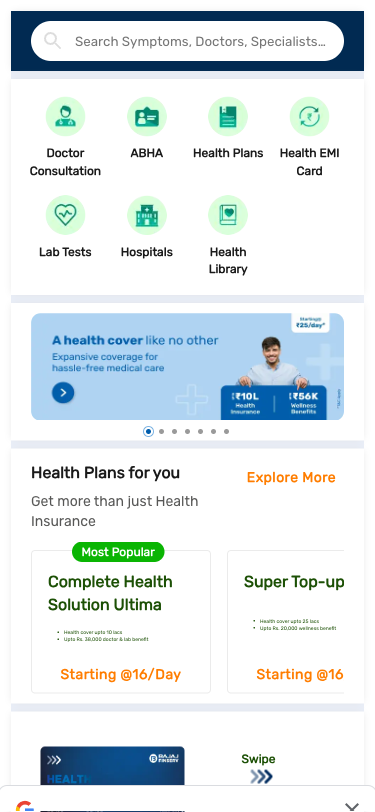 Search Symptoms, Doctors, Specialists…
Doctor
Consultation
ABHA
Health Plans
Health EMI
Card
Lab Tests
Hospitals
Health
Library
Starting@
₹25/day*
A health cover like no other
Expansive coverage for
hassle-free medical care
₹10L
Health
Insurance
₹56K
Wellness
Benefits
Health Plans for you
Explore More
Get more than just Health
Insurance
Most Popular
Complete Health
Solution Ultima
Health cover upto 10 lacs
Upto Rs. 38,000 doctor & lab benefit
Starting @16/Day
Super Top-up
Health cover upto 25 lacs
Upto Rs. 20,000 wellness benefit
Starting @16
BAJAJ
FINSERV
HEALTH
Swipe